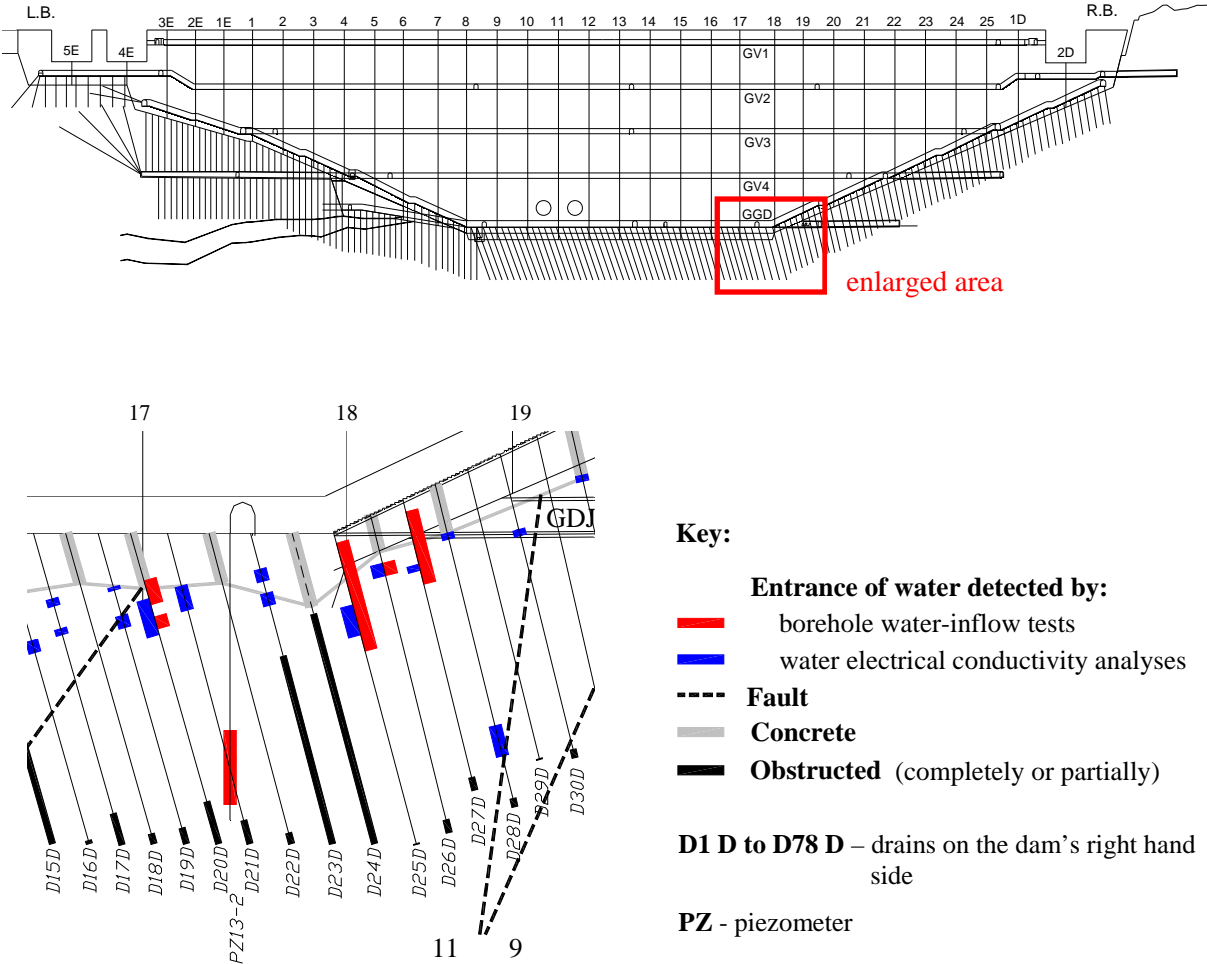 L.B.
R.B.
3E 2E 1E 1 2 3 4 5 6 7 8 9 10 11 12 13 14 15 16 17 18 19 20 21 22 23 24 25 1D
5E 4E
2D
GV1
GV2
GV3
GV4
GGD
enlarged area
17 18 19
GDJ
D15D
D16D
D17D
D18D
D19D
D20D
PZ13-2
D21D
D22D
D23D
D24D
D25D
D26D
D27D
D28D
D29D
D30D
11 9
Key:
Entrance of water detected by:
borehole water-inflow tests
water electrical conductivity analyses
Fault
Concrete
Obstructed (completely or partially)
D1 D to D78 D – drains on the dam's right hand
side
PZ - piezometer